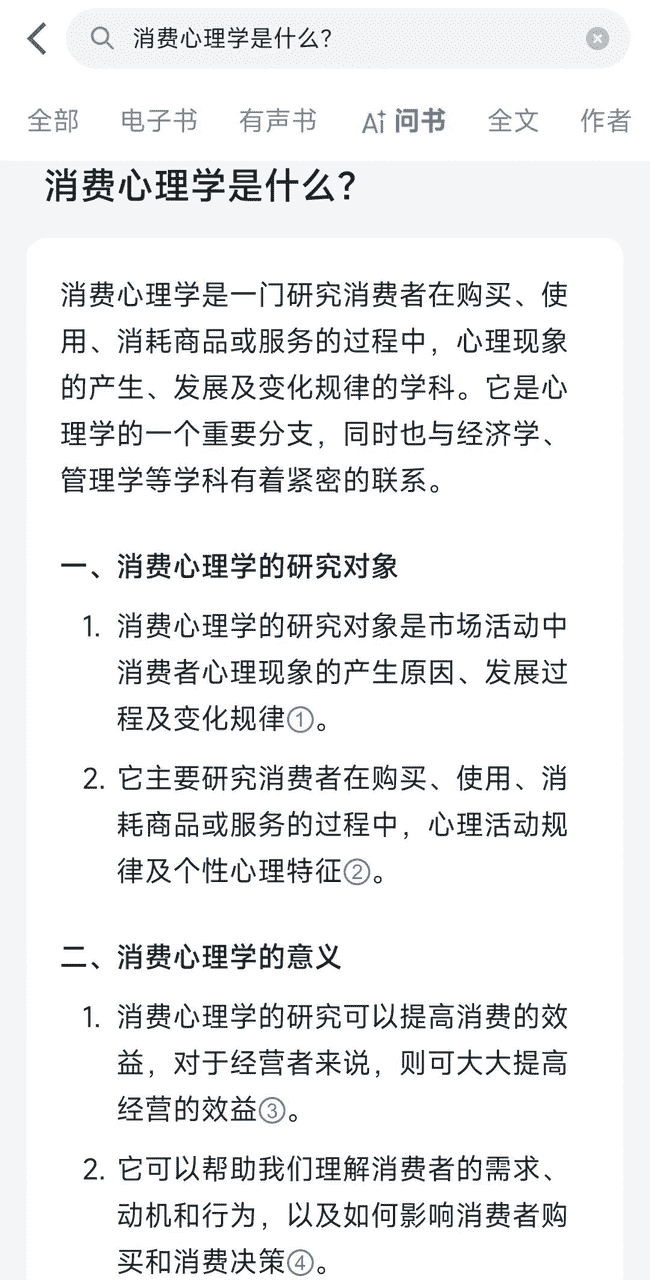 消费心理学是什么？
全部 电子书 有声书 Ai 问书 全文 作者
消费心理学是什么？
消费心理学是一门研究消费者在购买、使
用、消耗商品或服务的过程中，心理现象
的产生、发展及变化规律的学科。它是心
理学的一个重要分支，同时也与经济学、
管理学等学科有着紧密的联系。
一、消费心理学的研究对象
1. 消费心理学的研究对象是市场活动中
消费者心理现象的产生原因、发展过
程及变化规律①。
2. 它主要研究消费者在购买、使用、消
耗商品或服务的过程中，心理活动规
律及个性心理特征②。
二、消费心理学的意义
1. 消费心理学的研究可以提高消费的效
益，对于经营者来说，则可大大提高
经营的效益③。
2. 它可以帮助我们理解消费者的需求、
动机和行为，以及如何影响消费者购
买和消费决策④。